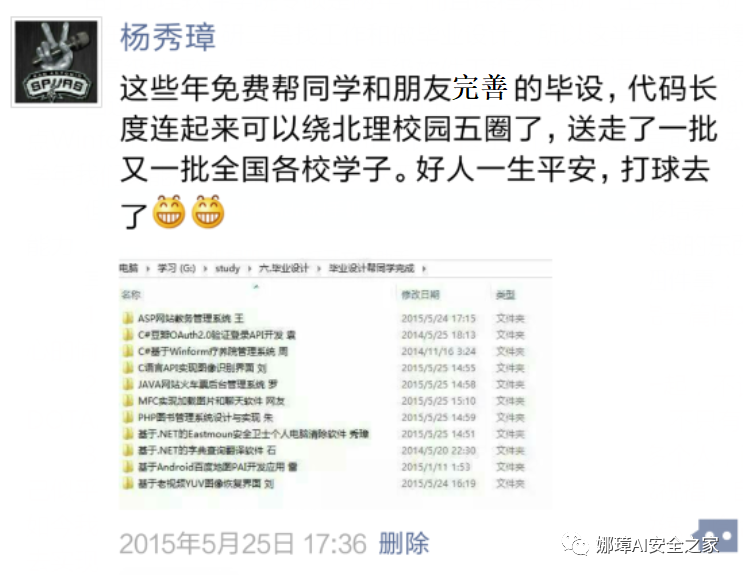 杨秀璋
这些年免费帮同学和朋友完善的毕设，代码长
度连起来可以绕北理校园五圈了，送走了一批
又一批全国各校学子。好人一生平安，打球去
了
SPURS
电脑 › 学习 (G:) › study › 六.毕业设计 › 毕业设计帮同学完成 ›
名称 修改日期 类型
ASP网站教务管理系统 王 2015/5/24 17:15 文件夹
C#豆瓣OAuth2.0验证登录API开发 袁 2014/5/25 18:13 文件夹
C#基于Winform疗养院管理系统 周 2014/11/16 3:24 文件夹
C语言API实现图像识别界面 刘 2015/5/25 14:55 文件夹
JAVA网站火车票后台管理系统 罗 2015/5/25 14:58 文件夹
MFC实现加载图片和聊天软件 网友 2015/5/25 15:10 文件夹
PHP图书管理系统设计与实现 朱 2015/5/25 14:59 文件夹
基于.NET的Eastmoun安全卫士个人电脑清除软件 秀璋 2015/5/25 14:51 文件夹
基于.NET的字典查询翻译软件 石 2014/5/20 22:30 文件夹
基于Android百度地图PAI开发应用 雷 2015/1/11 1:53 文件夹
基于老视频YUV图像恢复界面 刘 2015/5/24 16:19 文件夹
2015年5月25日 17:36 删除
娜璋AI安全之家